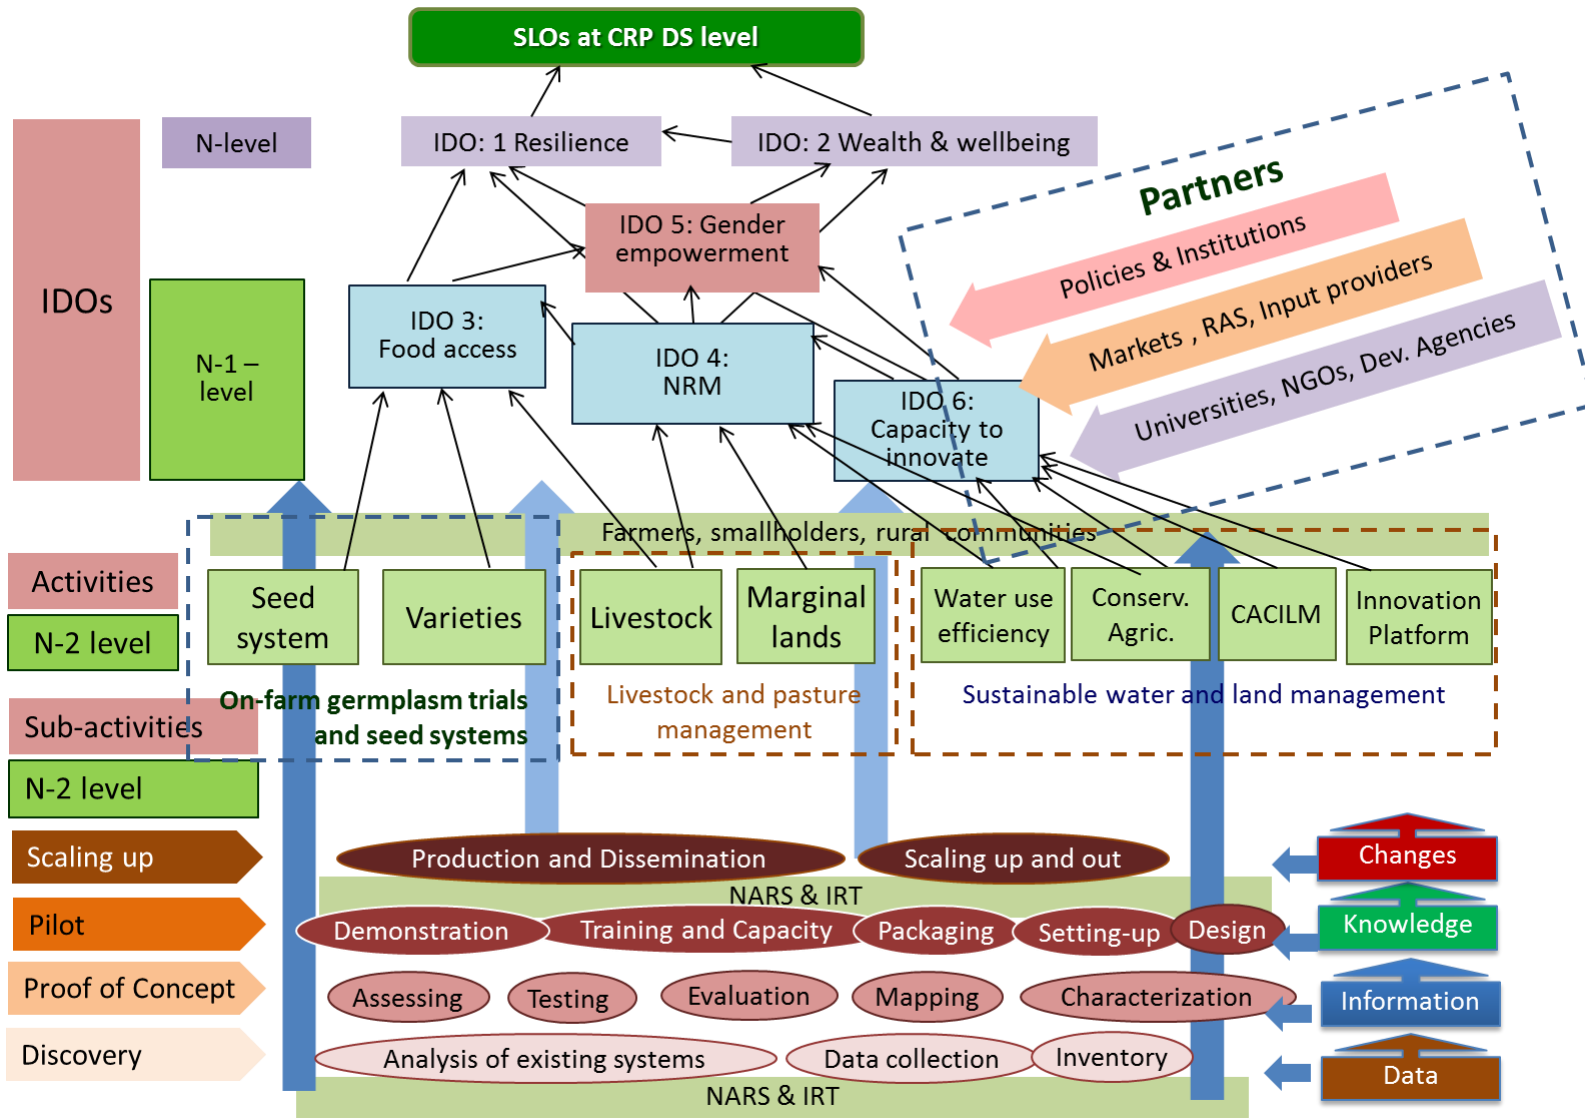 SLOs at CRP DS level
N-level
IDO: 1 Resilience
IDO: 2 Wealth & wellbeing
Partners
Policies & Institutions
Markets , RAS, Input providers
Universities, NGOs, Dev. Agencies
IDOs
N-1 –
level
IDO 5: Gender
empowerment
IDO 3:
Food access
IDO 4:
NRM
IDO 6:
Capacity to
innovate
Farmers, smallholders, rural communities
Activities
N-2 level
Seed
system
Varieties
Livestock
Marginal
lands
Water use
efficiency
Conserv.
Agric.
CACILM
Innovation
Platform
On-farm germplasm trials
and seed systems
Livestock and pasture
management
Sustainable water and land management
Sub-activities
N-2 level
Scaling up
Production and Dissemination
Scaling up and out
Changes
NARS & IRT
Pilot
Demonstration
Training and Capacity
Packaging
Setting-up
Design
Knowledge
Proof of Concept
Assessing
Testing
Evaluation
Mapping
Characterization
Information
Discovery
Analysis of existing systems
Data collection
Inventory
Data
NARS & IRT